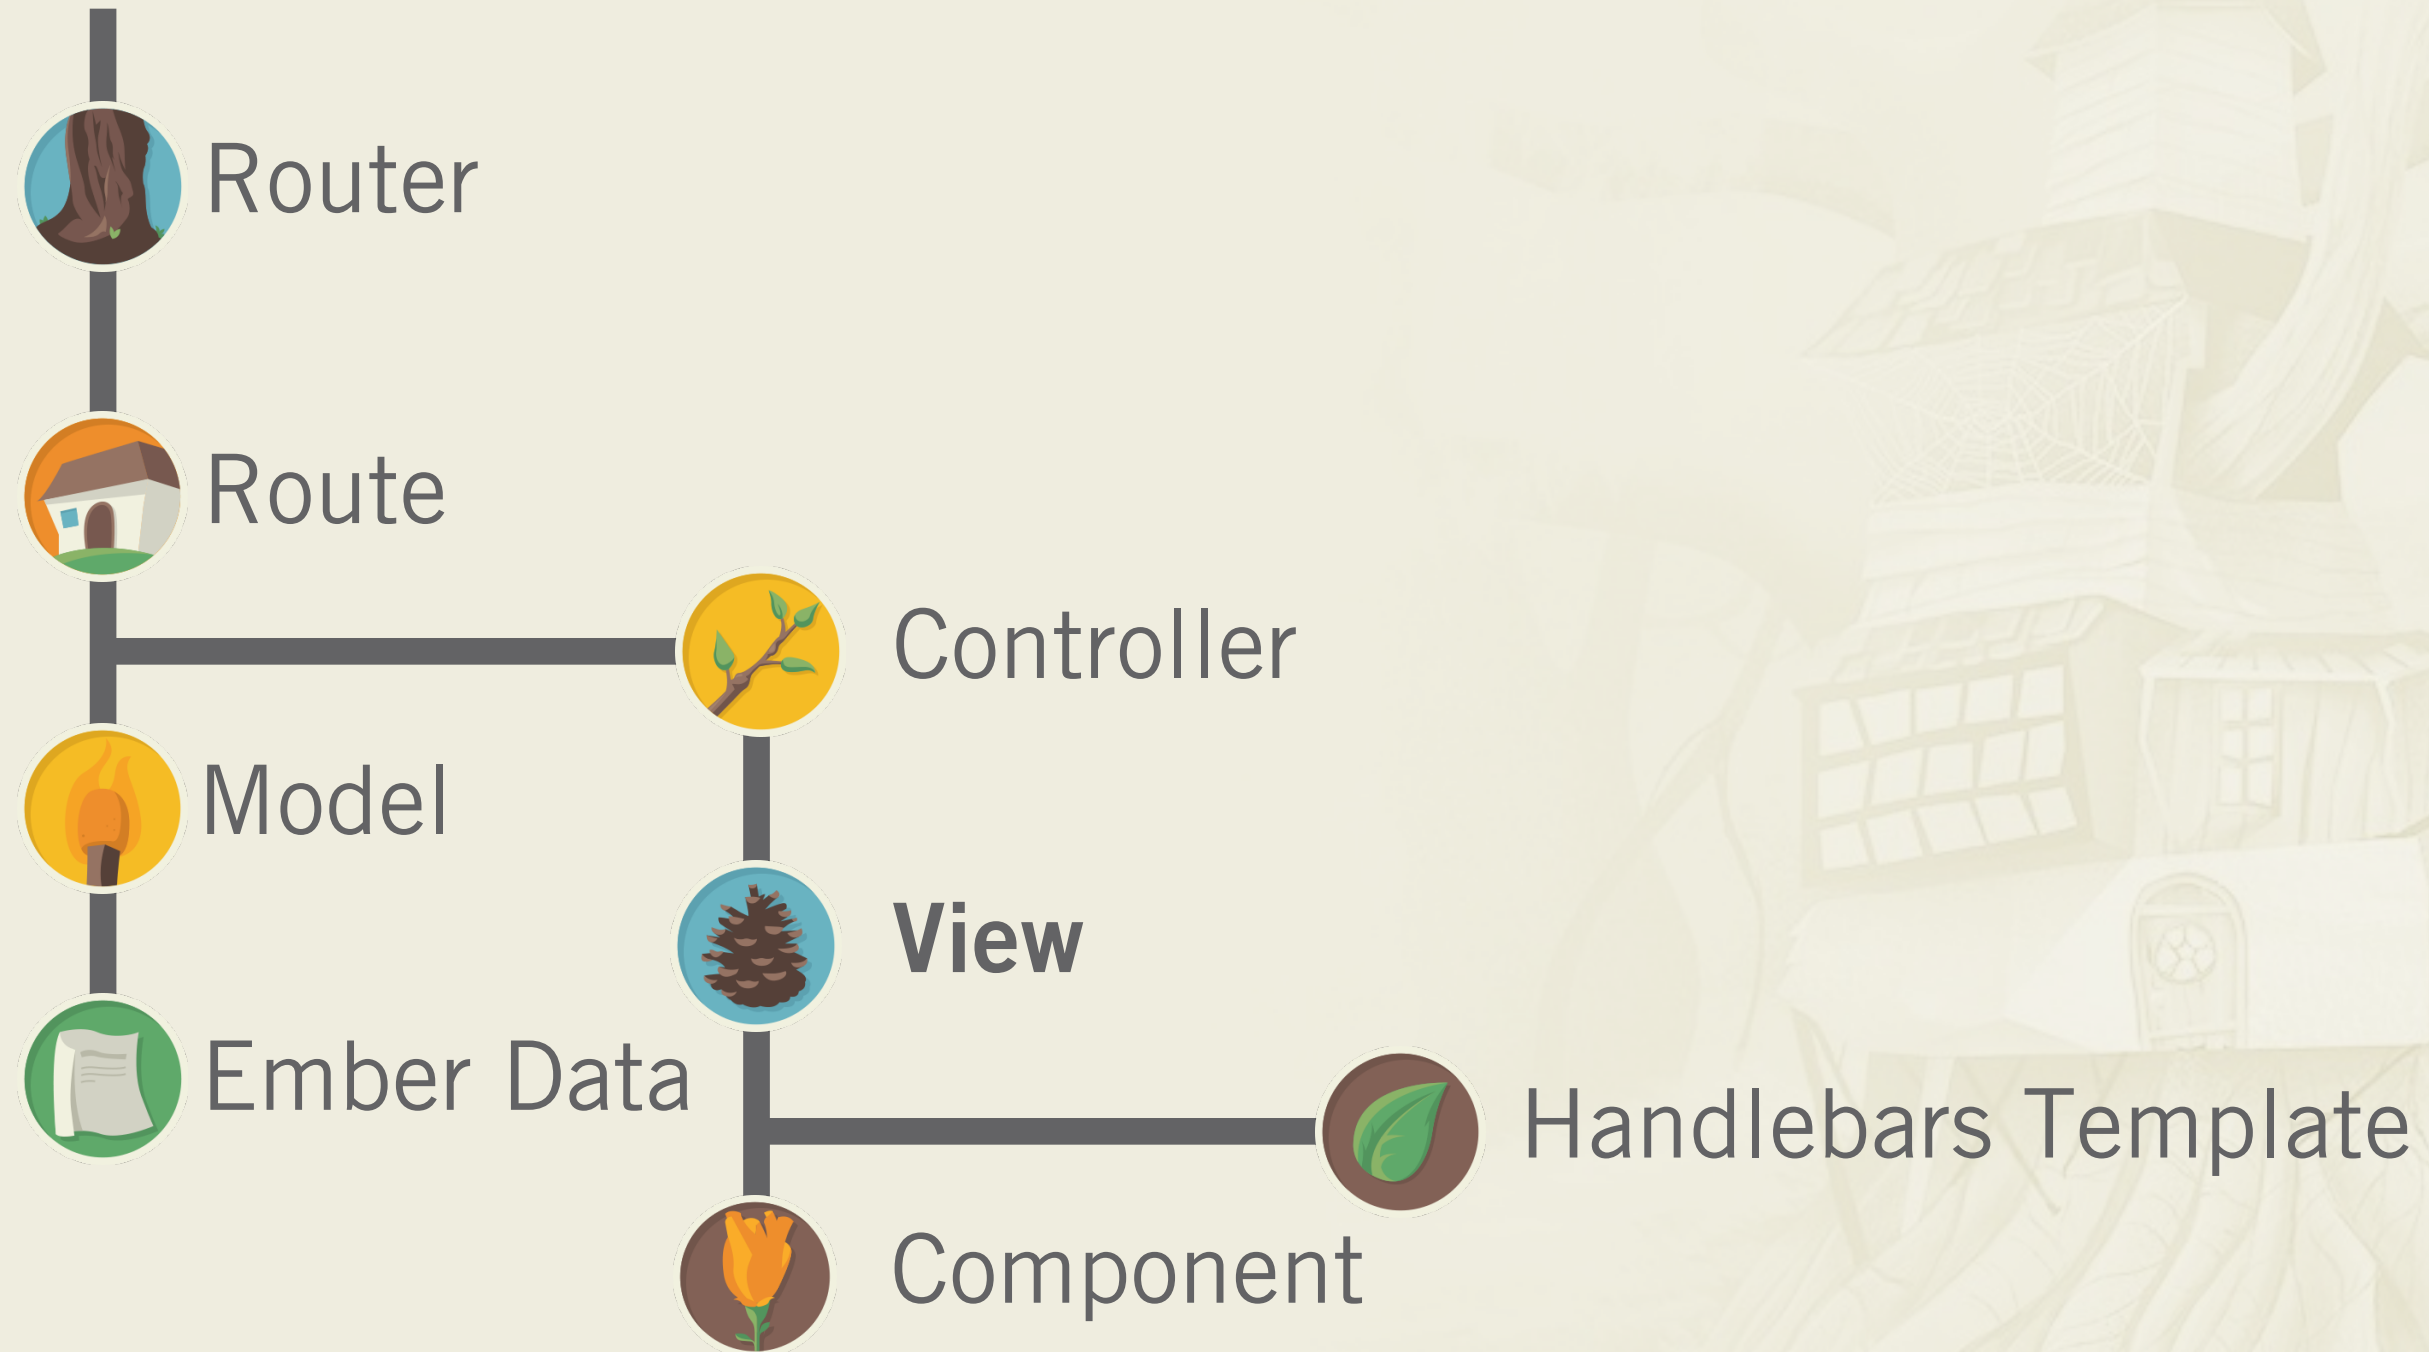 Router
Route
Controller
Model
View
Ember Data
Handlebars Template
Component